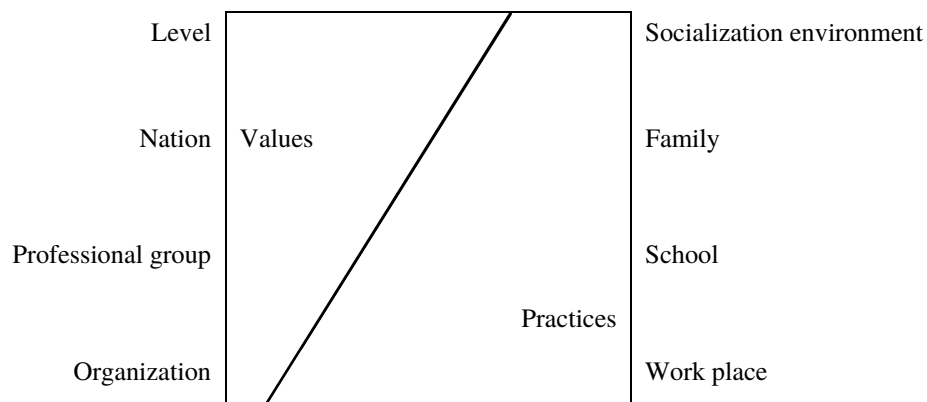 Level
Socialization environment
Nation
Values
Family
Professional group
School
Practices
Organization
Work place